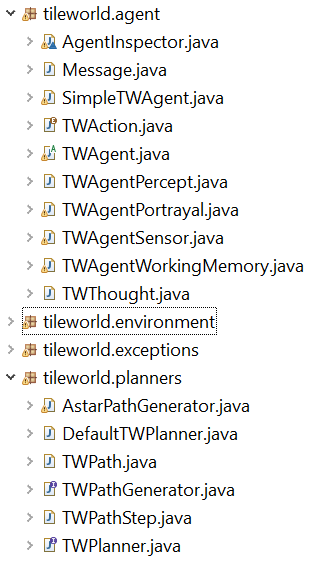 tileworld.agent
AgentInspector.java
Message.java
SimpleTWAgent.java
TWAction.java
TWAgent.java
TWAgentPercept.java
TWAgentPortrayal.java
TWAgentSensor.java
TWAgentWorkingMemory.java
TWThought.java
tileworld.environment
tileworld.exceptions
tileworld.planners
AstarPathGenerator.java
DefaultTWPlanner.java
TWPath.java
TWPathGenerator.java
TWPathStep.java
TWPlanner.java